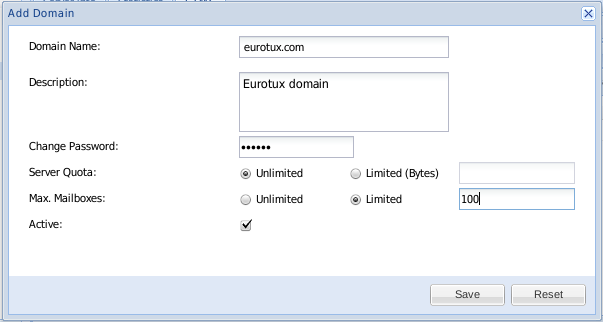 Add Domain
Domain Name: eurotux.com
Description: Eurotux domain
Change Password: ••••••
Server Quota: Unlimited Limited (Bytes)
Max. Mailboxes: Unlimited Limited 100
Active:
Save Reset